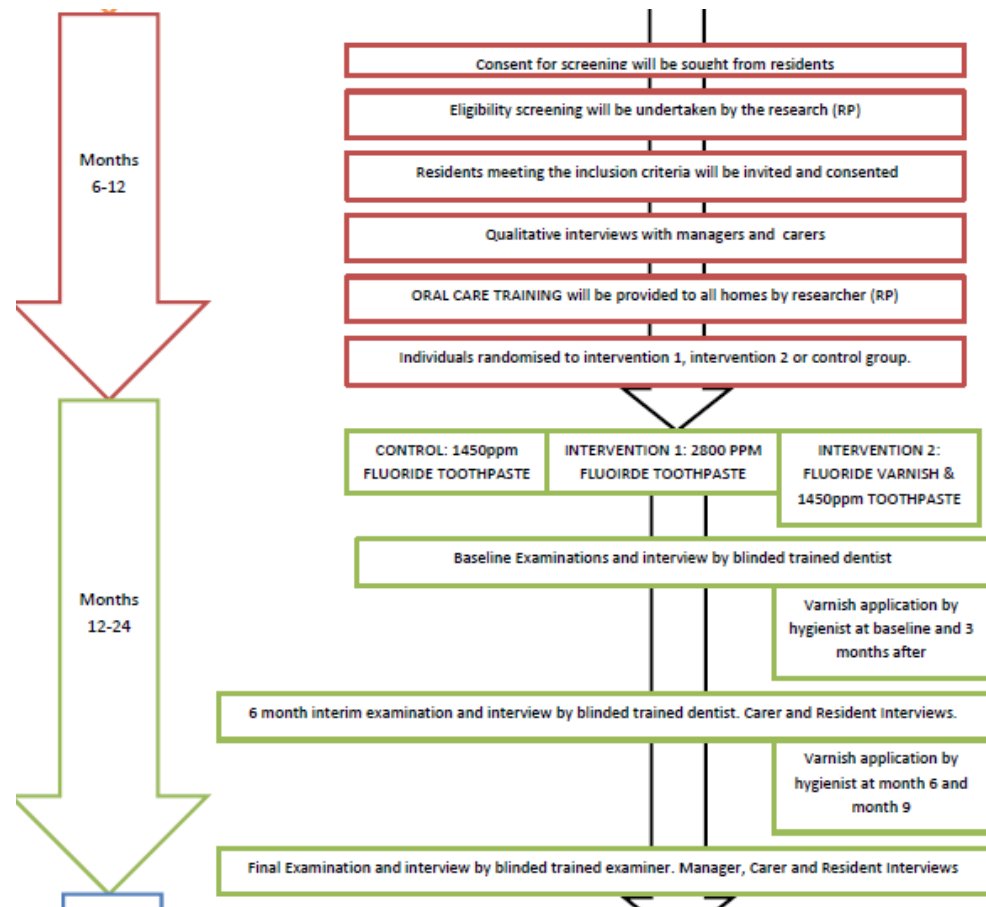 Consent for screening will be sought from residents
Eligibility screening will be undertaken by the research (RP)
Months
6-12
Residents meeting the inclusion criteria will be invited and consented
Qualitative interviews with managers and carers
ORAL CARE TRAINING will be provided to all homes by researcher (RP)
Individuals randomised to intervention 1, intervention 2 or control group.
CONTROL: 1450ppm
FLUORIDE TOOTHPASTE
INTERVENTION 1: 2800 PPM
FLUOIRDE TOOTHPASTE
INTERVENTION 2:
FLUORIDE VARNISH &
1450ppm TOOTHPASTE
Baseline Examinations and interview by blinded trained dentist
Months
12-24
Varnish application by
hygienist at baseline and 3
months after
6 month interim examination and interview by blinded trained dentist. Carer and Resident Interviews.
Varnish application by
hygienist at month 6 and
month 9
Final Examination and interview by blinded trained examiner. Manager, Carer and Resident Interviews